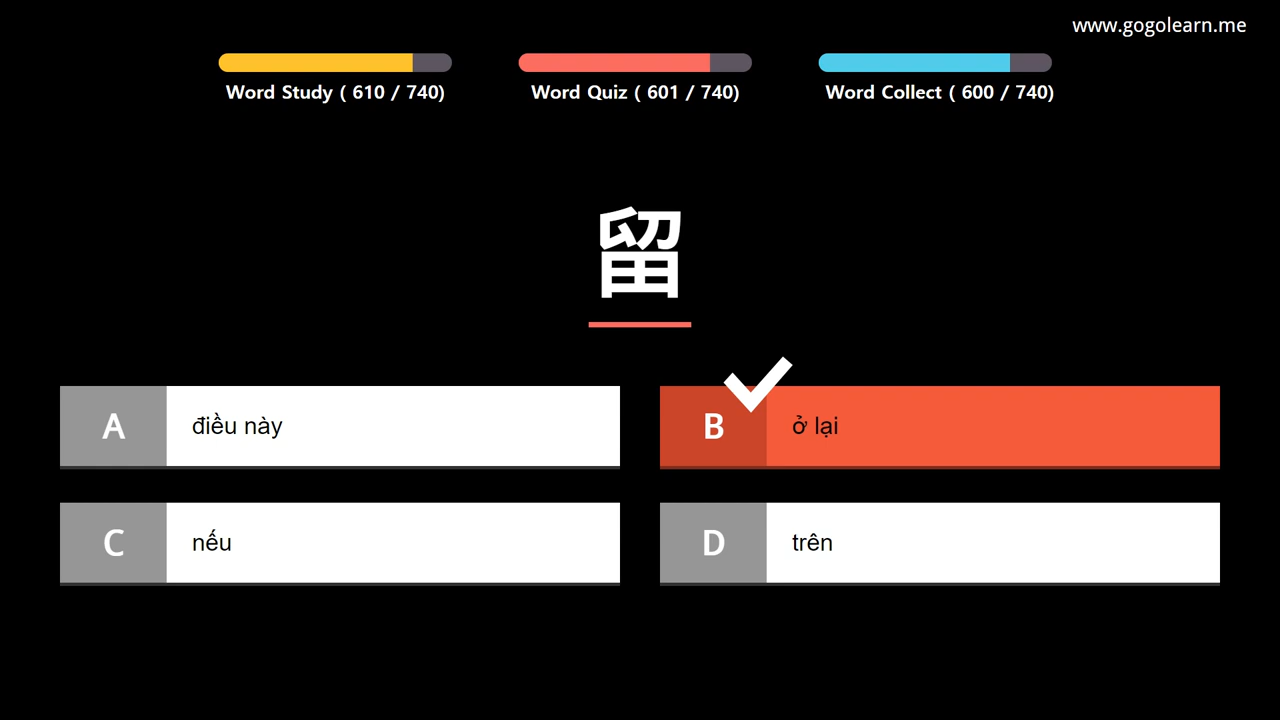 www.gogolearn.me
Word Study ( 610 / 740)
Word Quiz ( 601 / 740)
Word Collect ( 600 / 740)
留
A
điều này
B
ở lại
C
nếu
D
trên